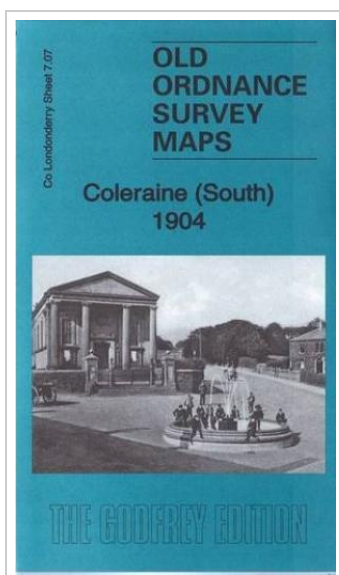 Co Londonderry Sheet 7.07
OLD
ORDNANCE
SURVEY
MAPS
Coleraine (South)
1904
THE GODFREY EDITION